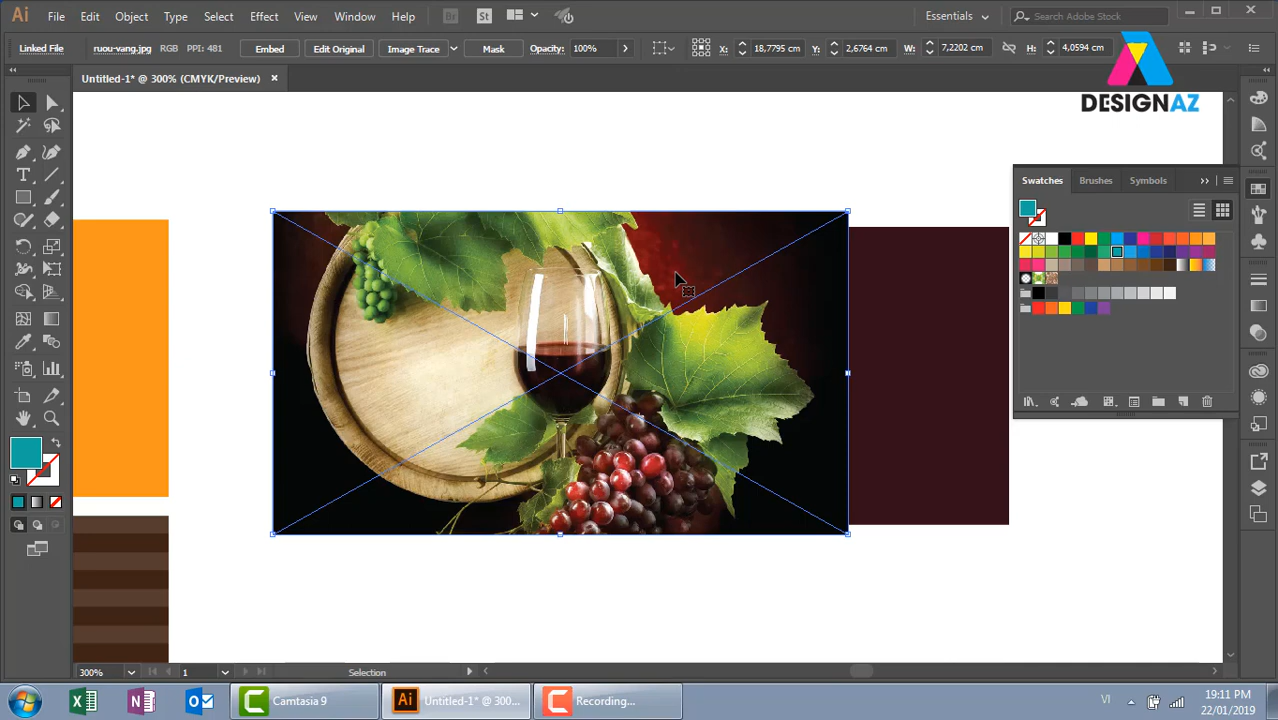 Ai File Edit Object Type Select Effect View Window Help Br St Essentials Search Adobe Stock
Linked File ruou-vang.jpg RGB PPI: 481 Embed Edit Original Image Trace Mask Opacity: 100% X: 18,7795 cm Y: 2,6764 cm W: 7,2202 cm H: 4,0594 cm
Untitled-1* @ 300% (CMYK/Preview)
DESIGNAZ
Swatches Brushes Symbols
300% 1 Selection
Camtasia 9 Ai Untitled-1* @ 300... Recording... VI 19:11 PM
22/01/2019